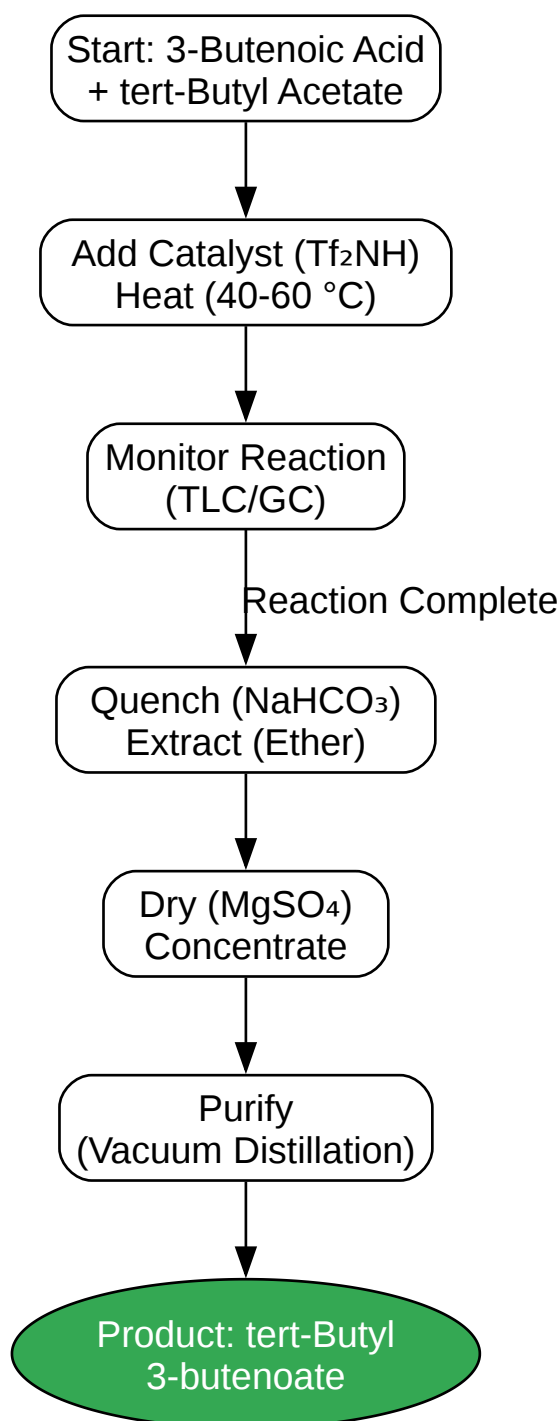 Start: 3-Butenoic Acid
+ tert-Butyl Acetate
Add Catalyst (Tf₂NH)
Heat (40-60 °C)
Monitor Reaction
(TLC/GC)
Reaction Complete
Quench (NaHCO₃)
Extract (Ether)
Dry (MgSO₄)
Concentrate
Purify
(Vacuum Distillation)
Product: tert-Butyl
3-butenoate